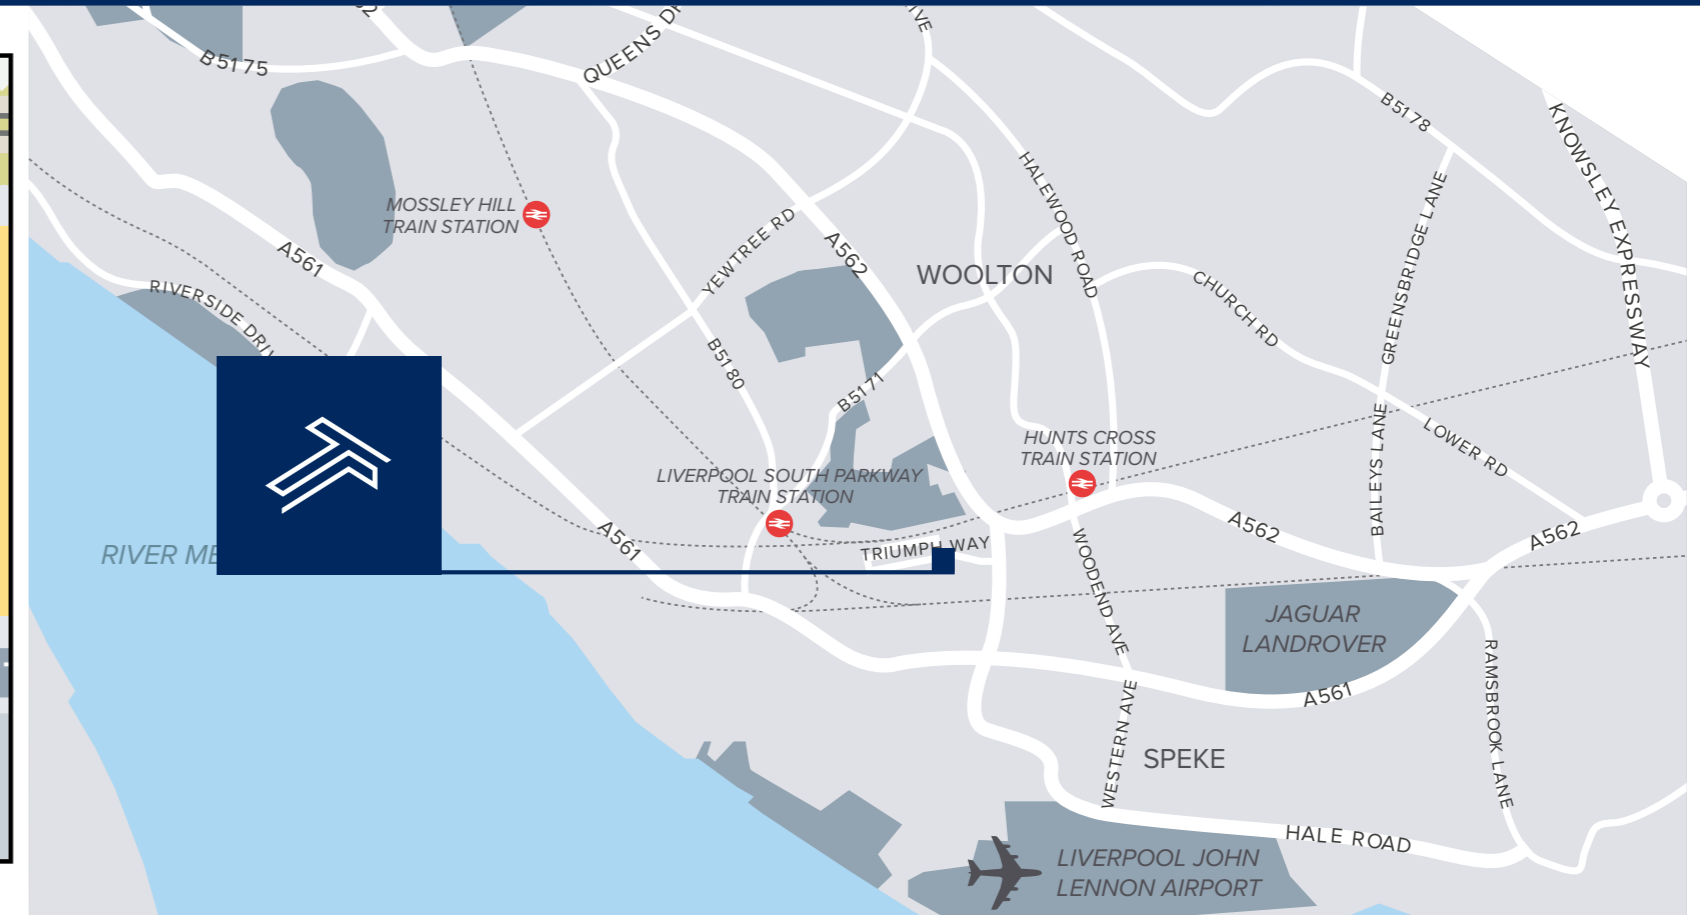 B5175
QUEENS
B5178
KNOWSLEY EXPRESSWAY
MOSSLEY HILL
TRAIN STATION
HALEWOOD ROAD
GREENSBRIDGE LANE
YEWTREE RD
A562
A561
WOOLTON
RIVERSIDE
CHURCH RD
B5180
B5171
BAILEYS LANE
LOWER RD
HUNTS CROSS
TRAIN STATION
LIVERPOOL SOUTH PARKWAY
TRAIN STATION
A561
A562
A562
TRIUMPH WAY
RIVER
WOODEND AVE
JAGUAR
LANDROVER
RAMSBROOK LANE
A561
WESTERN AVE
SPEKE
HALE ROAD
LIVERPOOL JOHN
LENNON AIRPORT